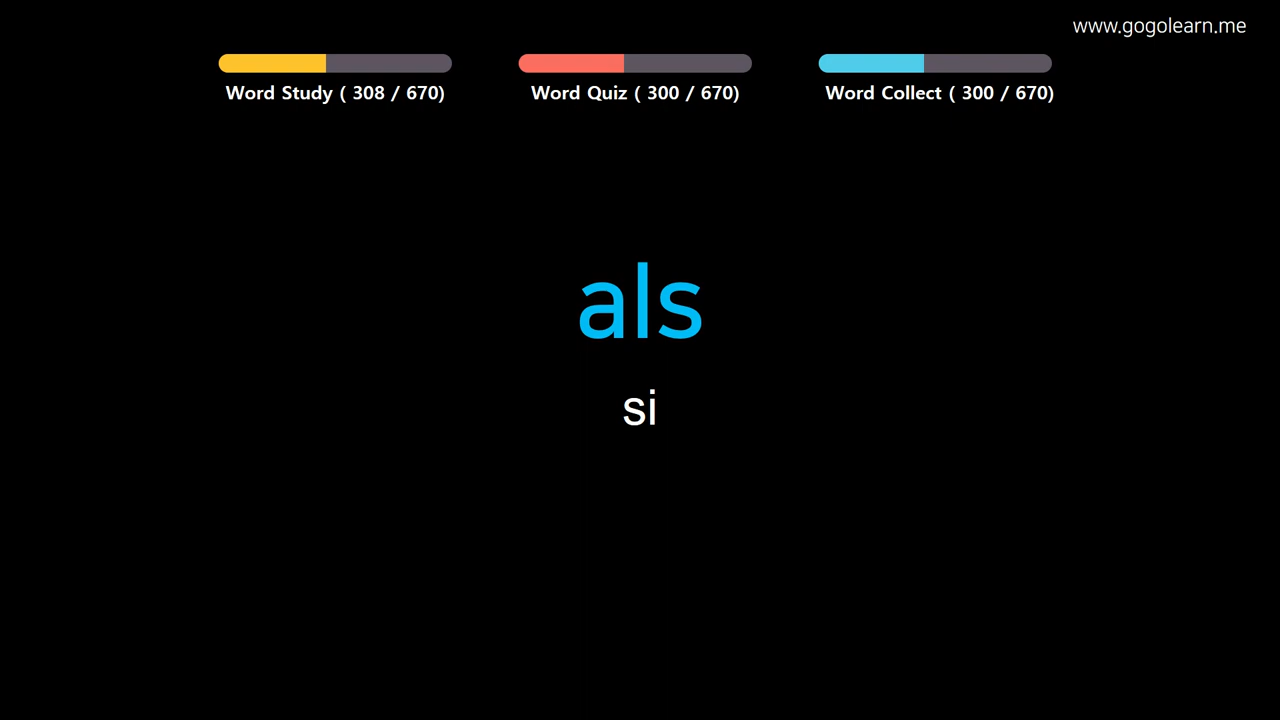 www.gogolearn.me
Word Study ( 308 / 670)
Word Quiz ( 300 / 670)
Word Collect ( 300 / 670)
als
si